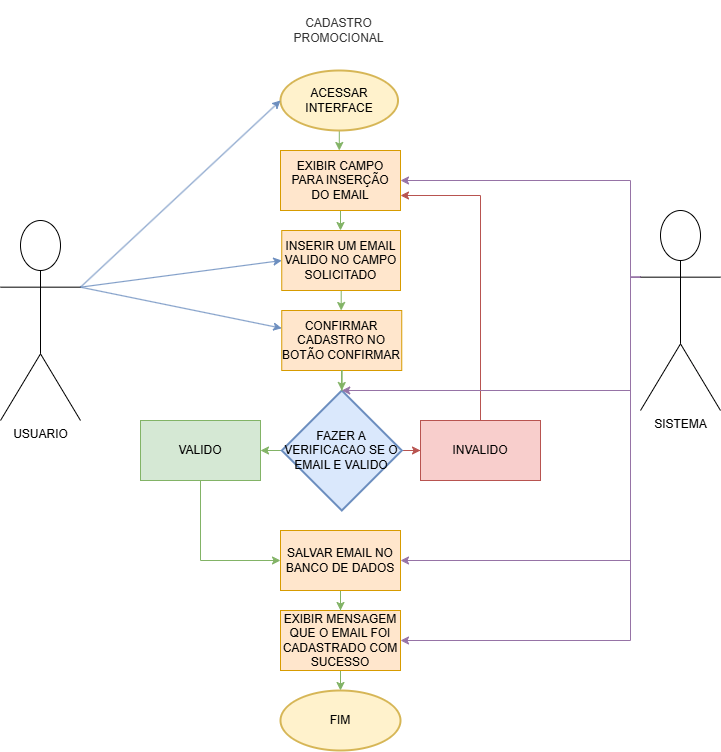 CADASTRO
PROMOCIONAL
ACESSAR
INTERFACE
EXIBIR CAMPO
PARA INSERÇÃO
DO EMAIL
INSERIR UM EMAIL
VALIDO NO CAMPO
SOLICITADO
CONFIRMAR
CADASTRO NO
BOTÃO CONFIRMAR
USUARIO
SISTEMA
VALIDO
FAZER A
VERIFICACAO SE O
EMAIL E VALIDO
INVALIDO
SALVAR EMAIL NO
BANCO DE DADOS
EXIBIR MENSAGEM
QUE O EMAIL FOI
CADASTRADO COM
SUCESSO
FIM